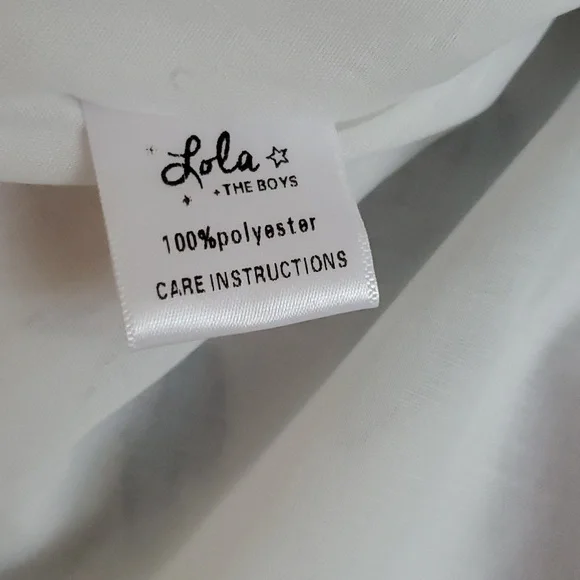 Lola
+THE BOYS
100%polyester
CARE INSTRUCTIONS